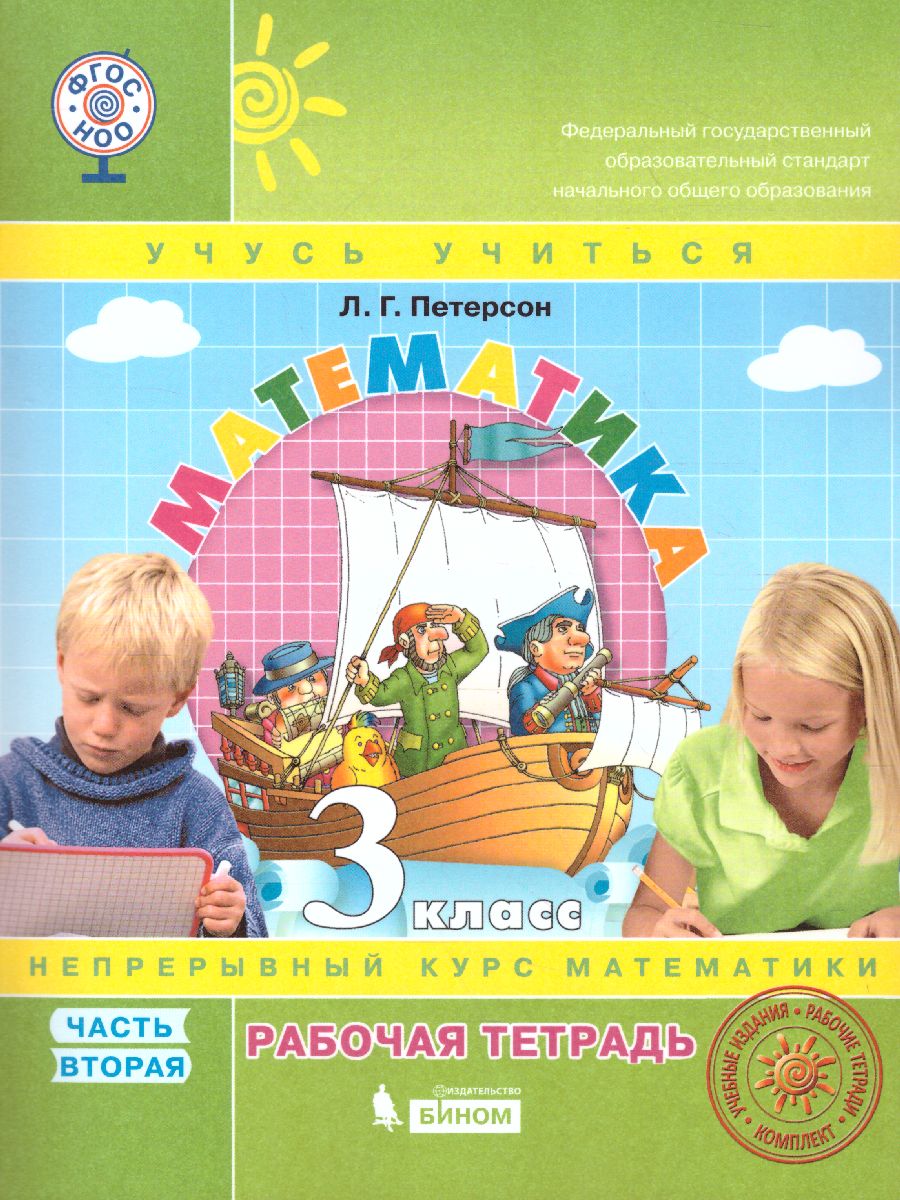 ФГОС
НОО
Федеральный государственный
образовательный стандарт
начального общего образования
УЧУСЬ УЧИТЬСЯ
Л. Г. Петерсон
МАТЕМАТИКА
3 класс
НЕПРЕРЫВНЫЙ КУРС МАТЕМАТИКИ
ЧАСТЬ
ВТОРАЯ
РАБОЧАЯ ТЕТРАДЬ
ИЗДАТЕЛЬСТВО
БИНОМ
УЧЕБНЫЕ ИЗДАНИЯ • РАБОЧИЕ ТЕТРАДИ
• КОМПЛЕКТ •